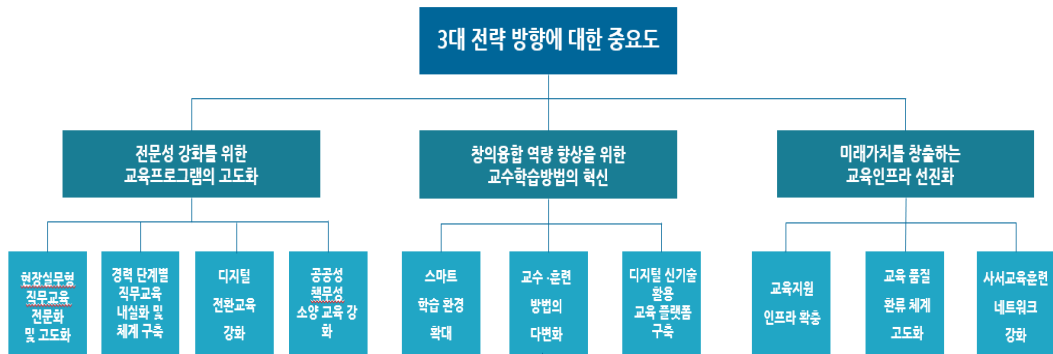 3대 전략 방향에 대한 중요도
전문성 강화를 위한
교육프로그램의 고도화
창의융합 역량 향상을 위한
교수학습방법의 혁신
미래가치를 창출하는
교육인프라 선진화
현장실무형
직무교육
전문화
및 고도화
경력 단계별
직무교육
내실화 및
체계 구축
디지털
전환교육
강화
공공성
책무성
소양 교육 강
화
스마트
학습 환경
확대
교수·훈련
방법의
다변화
디지털 신기술
활용
교육 플랫폼
구축
교육지원
인프라 확충
교육 품질
환류 체계
고도화
사서교육훈련
네트워크
강화